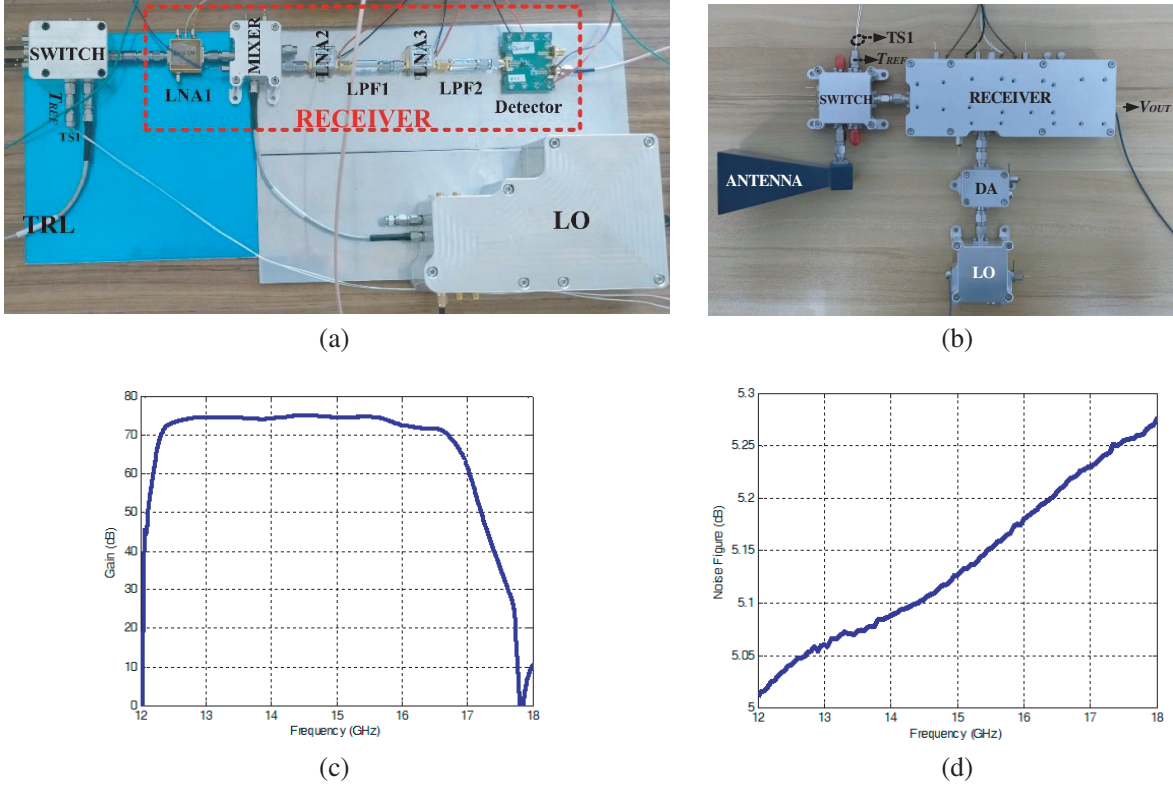 SWITCH
MIXER
LNA2
LNA3
LNA1
LPF1
LPF2
Detector
RECEIVER
TREF
TS1
TRL
LO
(a)
TS1
TREF
SWITCH
RECEIVER
VOUT
ANTENNA
DA
LO
(b)
80
70
60
50
40
30
20
10
0
Gain (dB)
12 13 14 15 16 17 18
Frequency (GHz)
(c)
5.3
5.25
5.2
5.15
5.1
5.05
5
Noise Figure (dB)
12 13 14 15 16 17 18
Frequency (GHz)
(d)